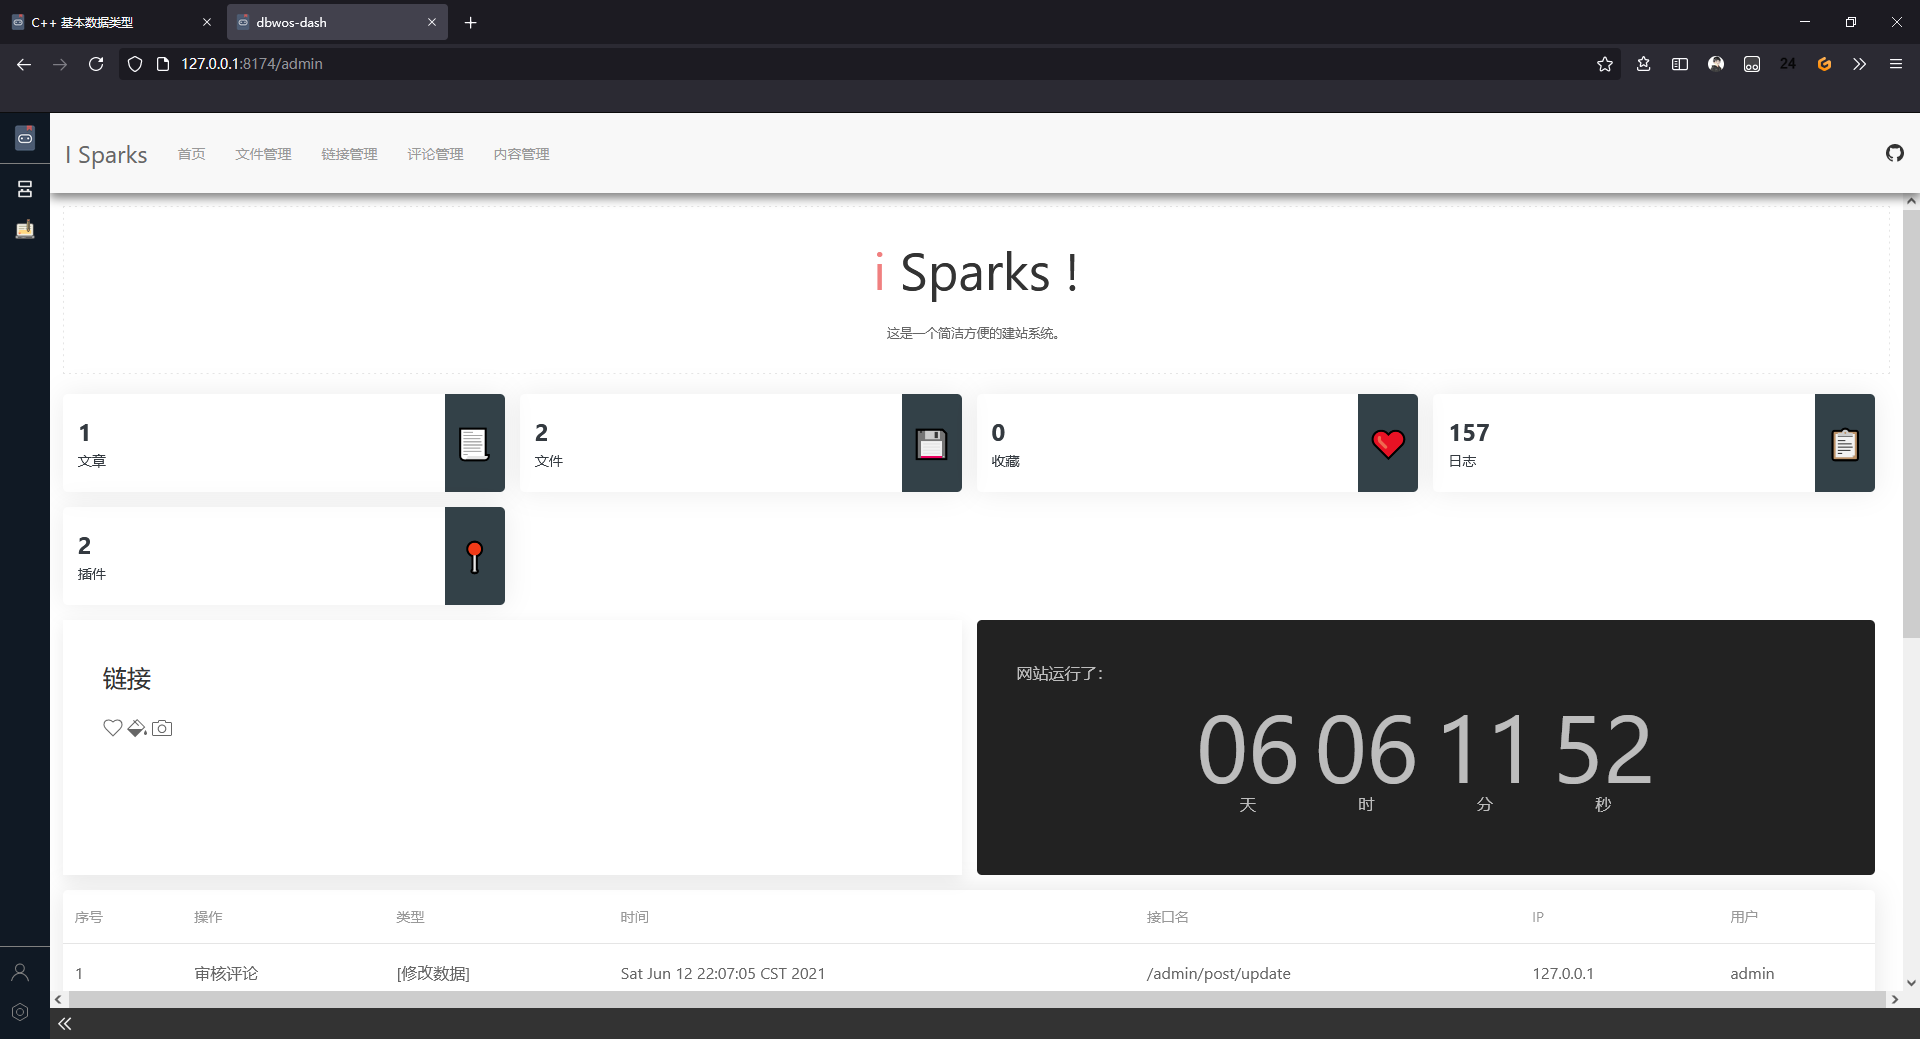 C++ 基本数据类型
dbwos-dash
127.0.0.1:8174/admin
24
I Sparks 首页 文件管理 链接管理 评论管理 内容管理
i Sparks !
这是一个简洁方便的建站系统。
1
文章
2
文件
0
收藏
157
日志
2
插件
链接
网站运行了：
06 06 11 52
天 时 分 秒
序号 操作 类型 时间 接口名 IP 用户
1 审核评论 [修改数据] Sat Jun 12 22:07:05 CST 2021 /admin/post/update 127.0.0.1 admin